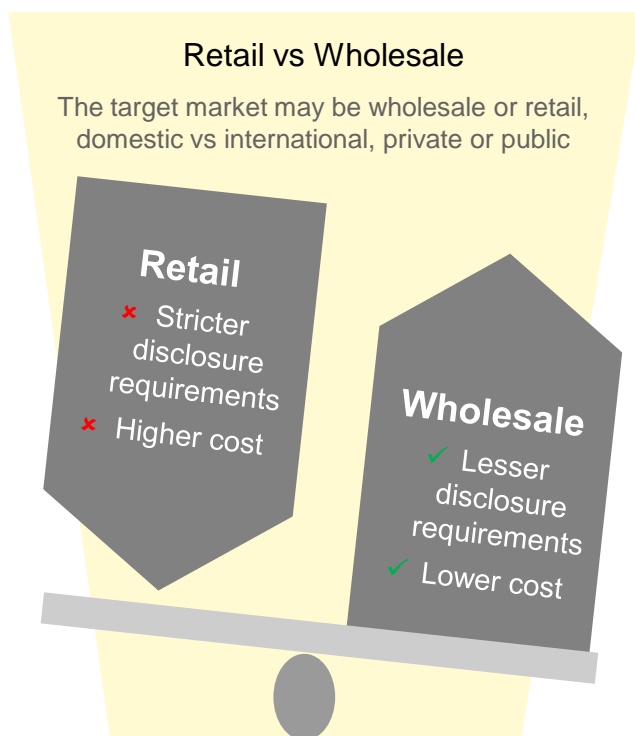 Retail vs Wholesale
The target market may be wholesale or retail,
domestic vs international, private or public
Retail
✘ Stricter
disclosure
requirements
✘ Higher cost
Wholesale
✓ Lesser
disclosure
requirements
✓ Lower cost